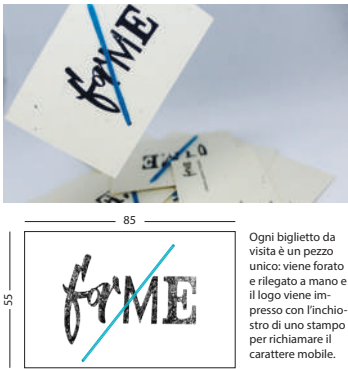 forME
85
55
forME
Ogni biglietto da
visita è un pezzo
unico: viene forato
e rilegato a mano e
il logo viene im-
presso con l'inchio-
stro di uno stampo
per richiamare il
carattere mobile.